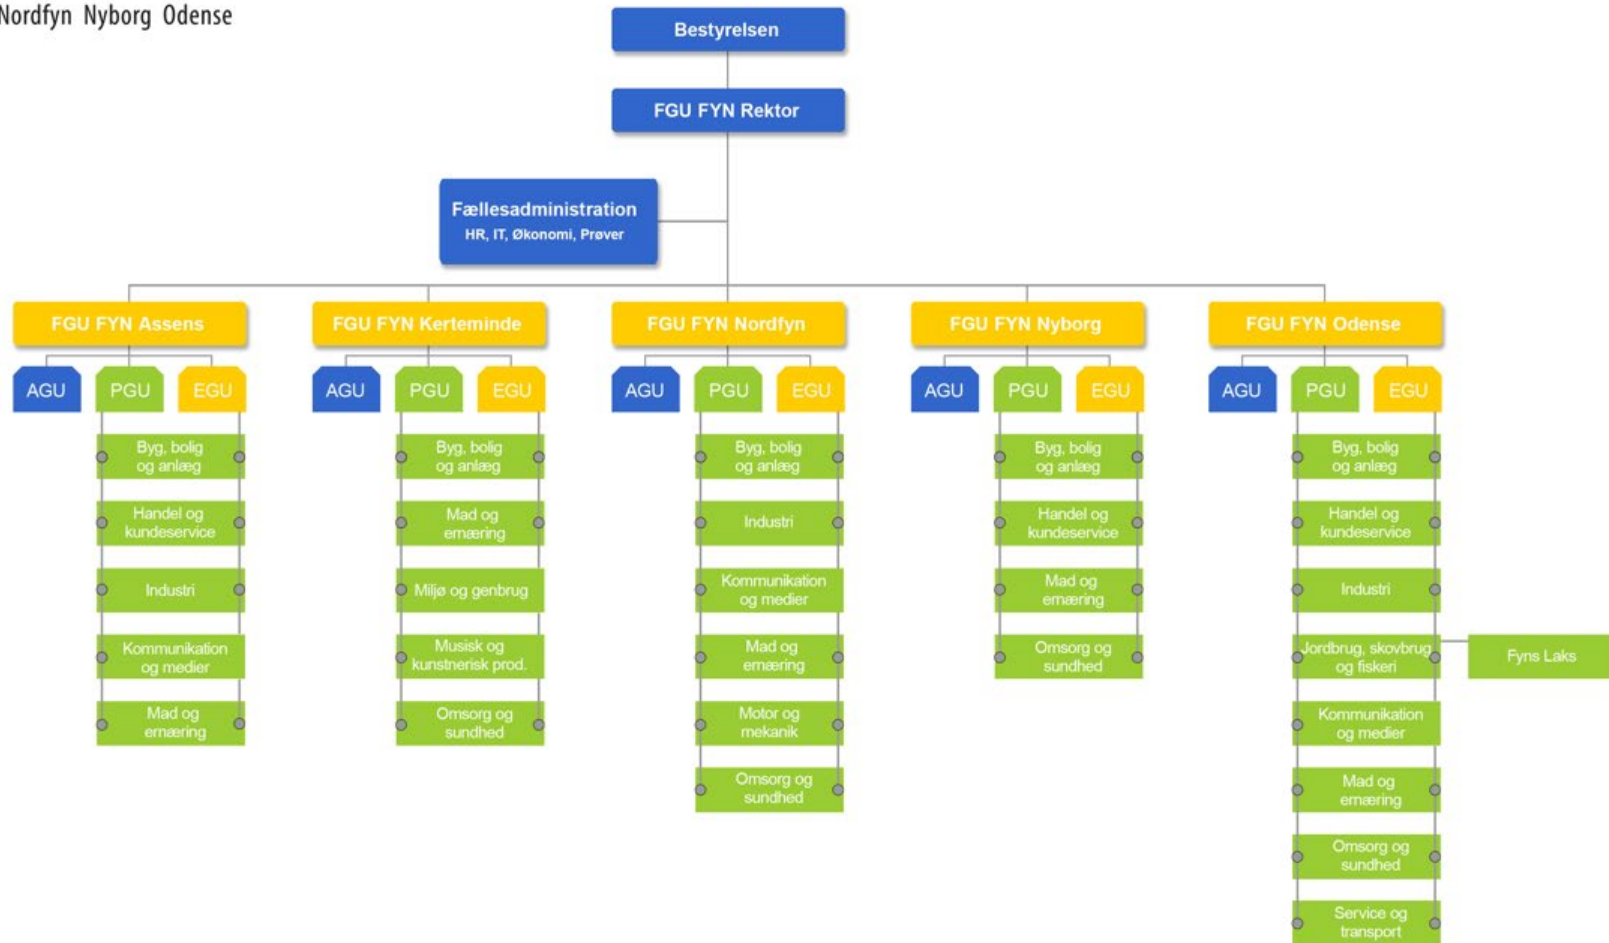 Nordfyn Nyborg Odense
Bestyrelsen
FGU FYN Rektor
Fællesadministration
HR, IT, Økonomi, Prøver
FGU FYN Assens
FGU FYN Kerteminde
FGU FYN Nordfyn
FGU FYN Nyborg
FGU FYN Odense
AGU
PGU
EGU
AGU
PGU
EGU
AGU
PGU
EGU
AGU
PGU
EGU
AGU
PGU
EGU
Byg, bolig
og anlæg
Handel og
kundeservice
Industri
Kommunikation
og medier
Mad og
ernæring
Byg, bolig
og anlæg
Mad og
ernæring
Miljø og genbrug
Musisk og
kunstnerisk prod.
Omsorg og
sundhed
Byg, bolig
og anlæg
Industri
Kommunikation
og medier
Mad og
ernæring
Motor og
mekanik
Omsorg og
sundhed
Byg, bolig
og anlæg
Handel og
kundeservice
Mad og
ernæring
Omsorg og
sundhed
Byg, bolig
og anlæg
Handel og
kundeservice
Industri
Jordbrug, skovbrug
og fiskeri
Fyns Laks
Kommunikation
og medier
Mad og
ernæring
Omsorg og
sundhed
Service og
transport